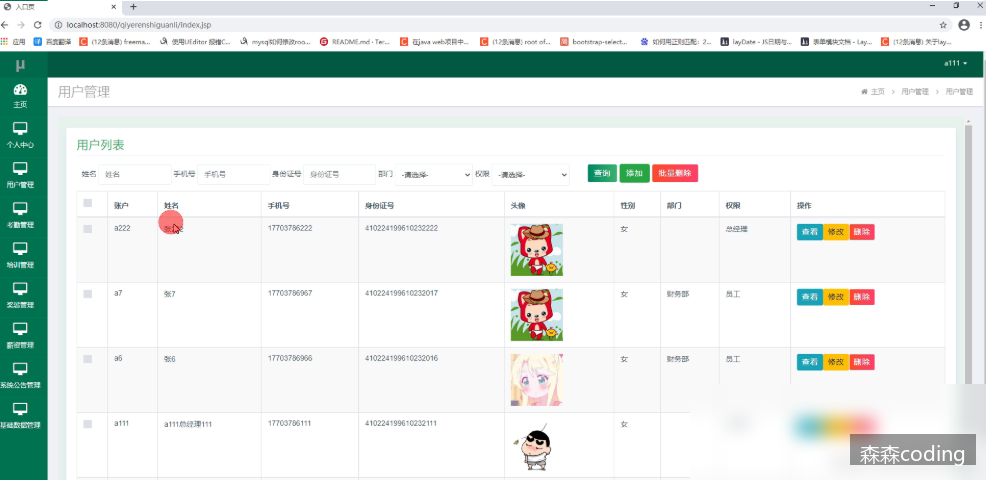 入口页
localhost:8080/qiyerenshiguanli/index.jsp
应用 百度翻译 (12条消息) freema... 使用UEditor 报错C... mysql如何修改roo... README.md · Ter... 在java web项目中... (12条消息) root of... bootstrap-select... 如何用正则匹配：2... layDate - JS日期与... 表单模块文档 - Lay... (12条消息) 关于lay...
μ
a111
主页
个人中心
用户管理
考勤管理
培训管理
奖惩管理
薪资管理
系统公告管理
基础数据管理
用户管理
主页 > 用户管理 > 用户管理
用户列表
姓名 姓名 手机号 手机号 身份证号 身份证号 部门 -请选择- 权限 -请选择- 查询 添加 批量删除
账户 姓名 手机号 身份证号 头像 性别 部门 权限 操作
a222 17703786222 410224199610232222 女 总经理 查看 修改 删除
a7 张7 17703786967 410224199610232017 女 财务部 员工 查看 修改 删除
a6 张6 17703786966 410224199610232016 女 财务部 员工 查看 修改 删除
a111 a111总经理111 17703786111 410224199610232111 女
森森coding